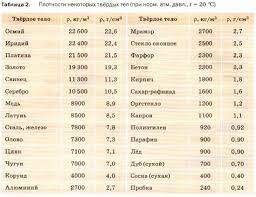 Таблица 2. Плотности некоторых твёрдых тел (при норм. атм. давл., t = 20 °C)
Твёрдое тело ρ, кг/м³ ρ, г/см³ Твёрдое тело ρ, кг/м³ ρ, г/см³
Осмий 22 600 22,6 Мрамор 2700 2,7
Иридий 22 400 22,4 Стекло оконное 2500 2,5
Платина 21 500 21,5 Фарфор 2300 2,3
Золото 19 300 19,3 Бетон 2300 2,3
Свинец 11 300 11,3 Кирпич 1800 1,8
Серебро 10 500 10,5 Сахар-рафинад 1600 1,6
Медь 8900 8,9 Оргстекло 1200 1,2
Латунь 8500 8,5 Капрон 1100 1,1
Сталь, железо 7800 7,8 Полиэтилен 920 0,92
Олово 7300 7,3 Парафин 900 0,90
Цинк 7100 7,1 Лёд 900 0,90
Чугун 7000 7,0 Дуб (сухой) 700 0,70
Корунд 4000 4,0 Сосна (сухая) 400 0,40
Алюминий 2700 2,7 Пробка 240 0,24